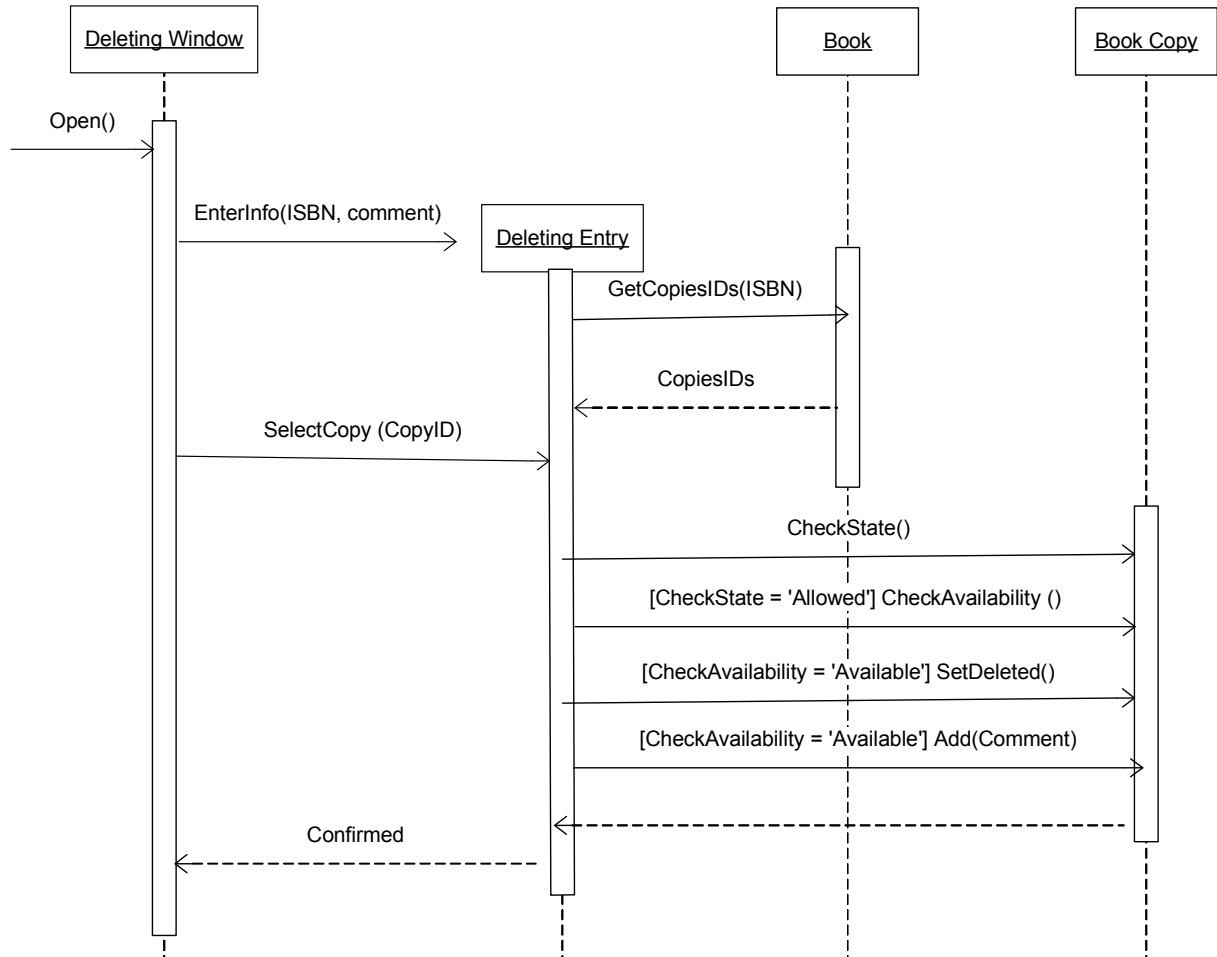 Deleting Window
Book
Book Copy
Open()
EnterInfo(ISBN, comment)
Deleting Entry
GetCopiesIDs(ISBN)
CopiesIDs
SelectCopy (CopyID)
CheckState()
[CheckState = 'Allowed'] CheckAvailability ()
[CheckAvailability = 'Available'] SetDeleted()
[CheckAvailability = 'Available'] Add(Comment)
Confirmed